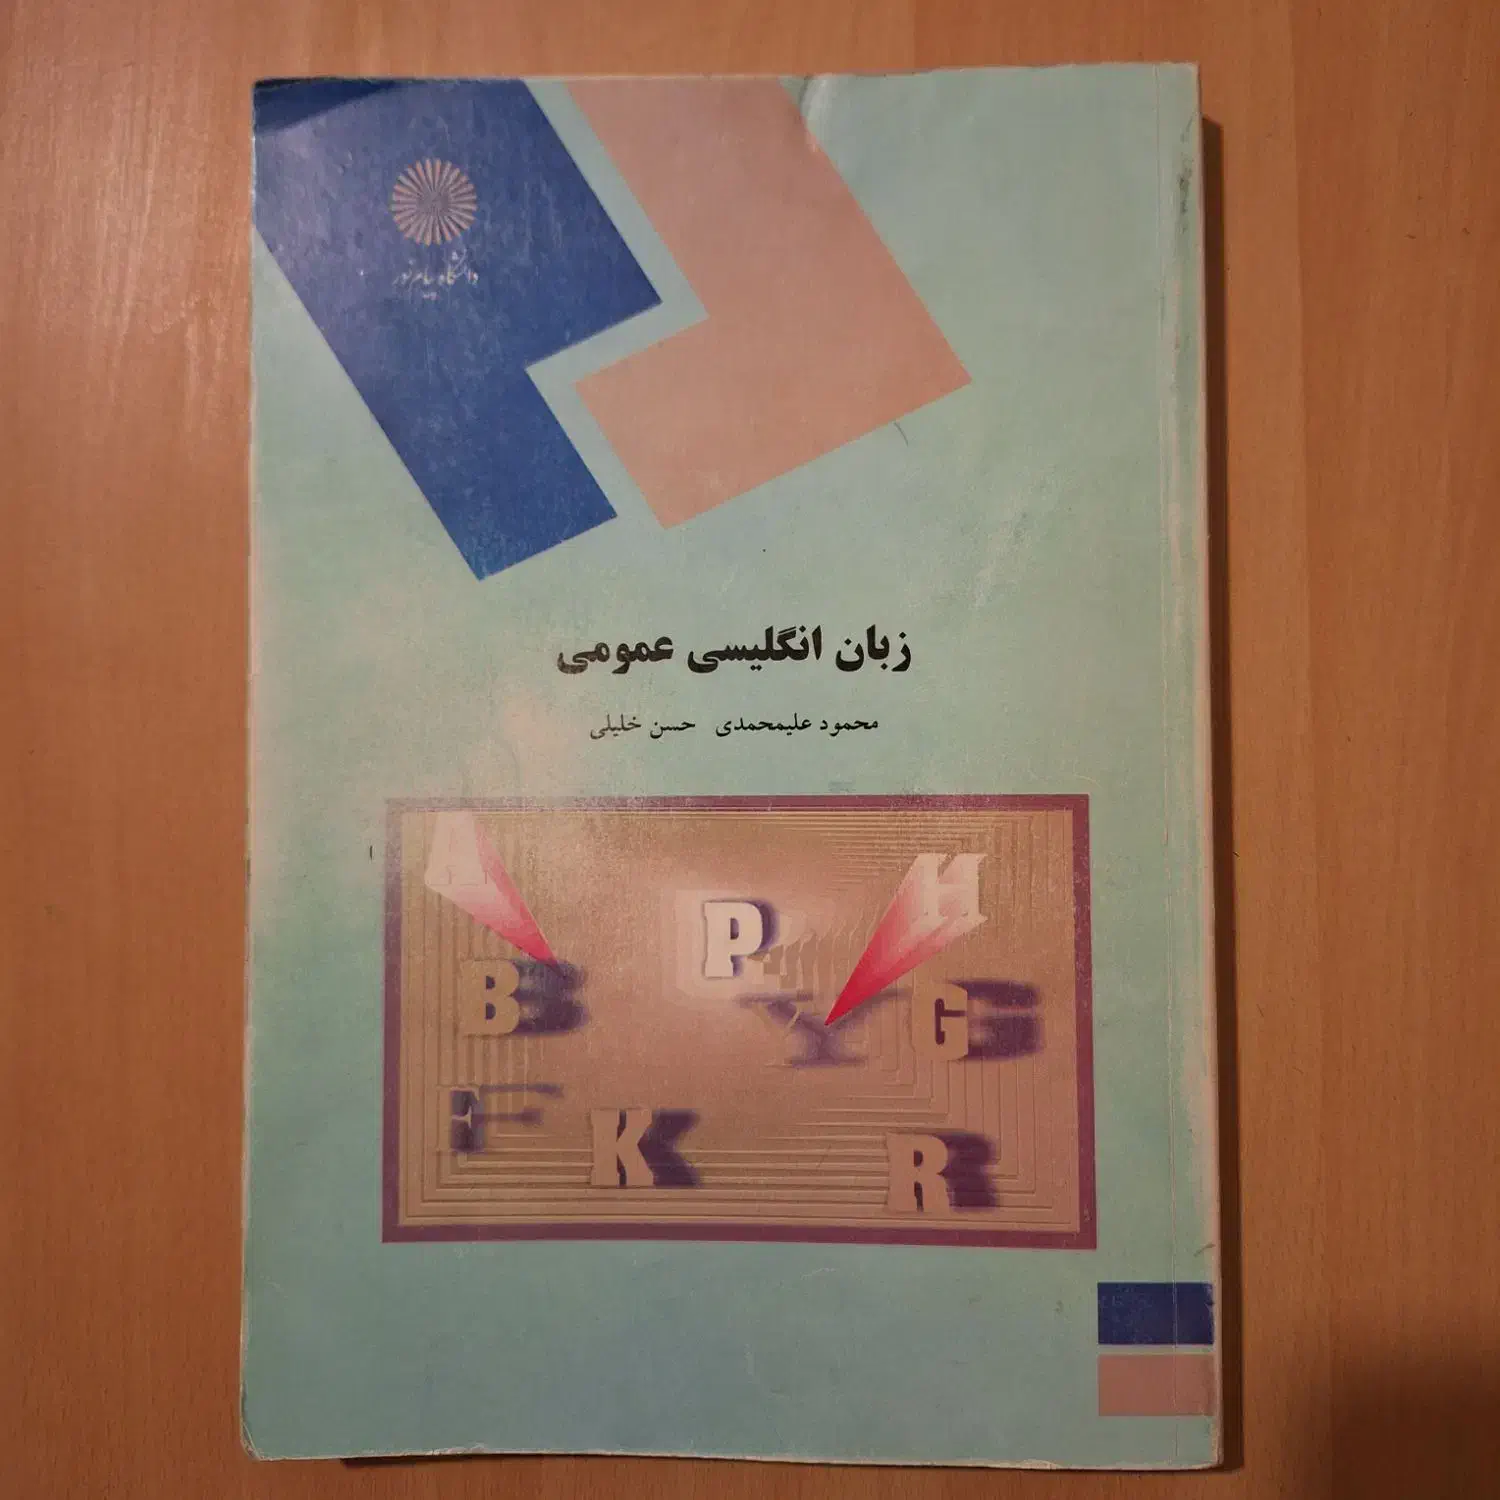 دانشگاه پیام نور
زبان انگلیسی عمومی
محمود علیمحمدی حسن خلیلی
A
H
P
B
G
Y
F
K
R